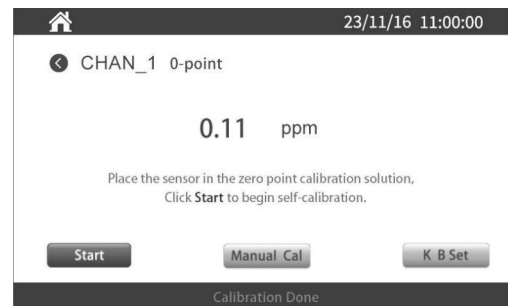 23/11/16 11:00:00
CHAN_1 0-point
0.11 ppm
Place the sensor in the zero point calibration solution,
Click Start to begin self-calibration.
Start Manual Cal K B Set
Calibration Done